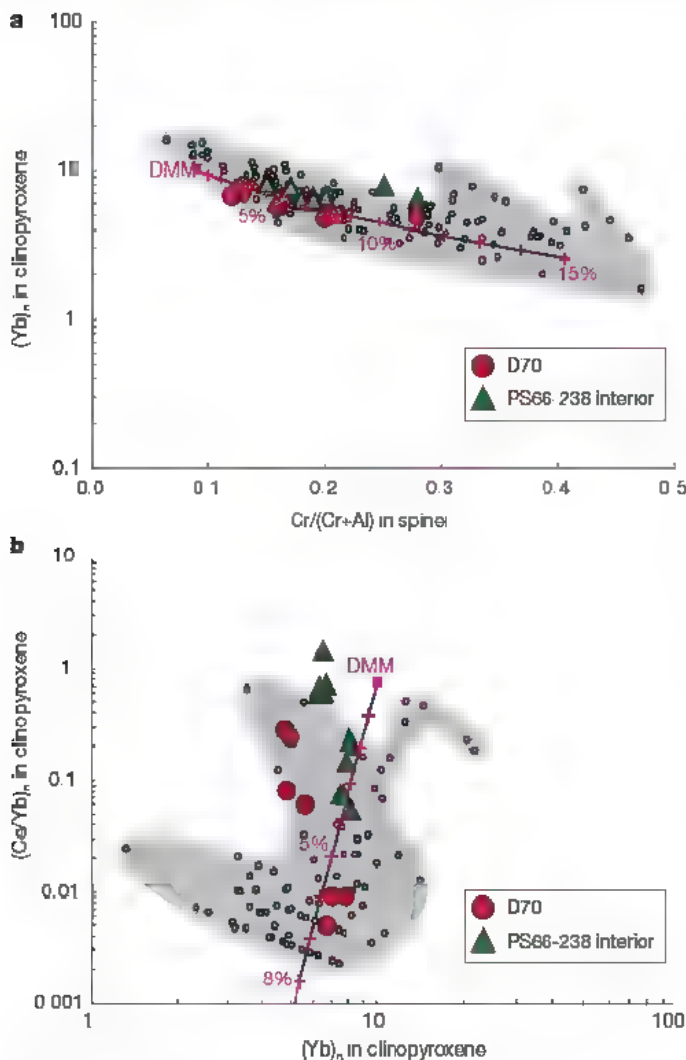 a
100
10
1
0.1
(Yb)n in clinopyroxene
DMM
5%
10%
15%
D70
PS66-238 interior
0.0 0.1 0.2 0.3 0.4 0.5
Cr/(Cr+Al) in spinel
b
10
1
0.1
0.01
0.001
(Ce/Yb)n in clinopyroxene
DMM
5%
8%
D70
PS66-238 interior
1 10 100
(Yb)n in clinopyroxene